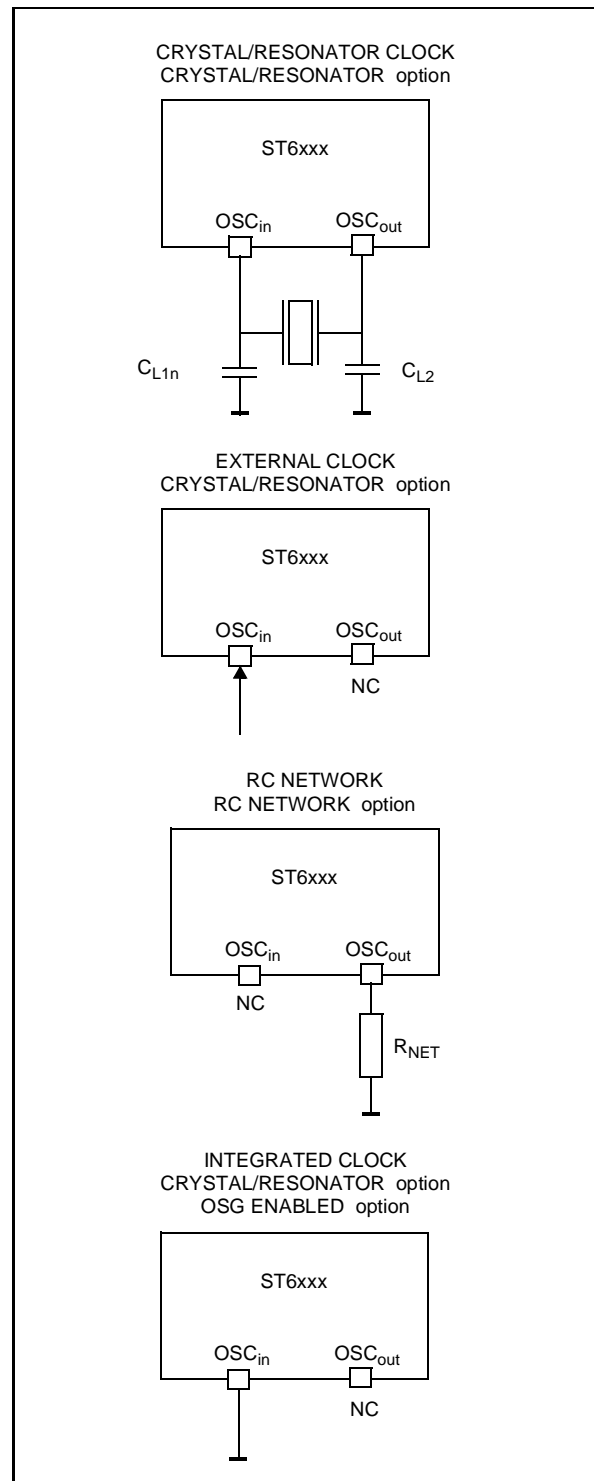 CRYSTAL/RESONATOR CLOCK
CRYSTAL/RESONATOR option
ST6xxx
OSCin OSCout
CL1n CL2
EXTERNAL CLOCK
CRYSTAL/RESONATOR option
ST6xxx
OSCin OSCout
NC
RC NETWORK
RC NETWORK option
ST6xxx
OSCin OSCout
NC
RNET
INTEGRATED CLOCK
CRYSTAL/RESONATOR option
OSG ENABLED option
ST6xxx
OSCin OSCout
NC